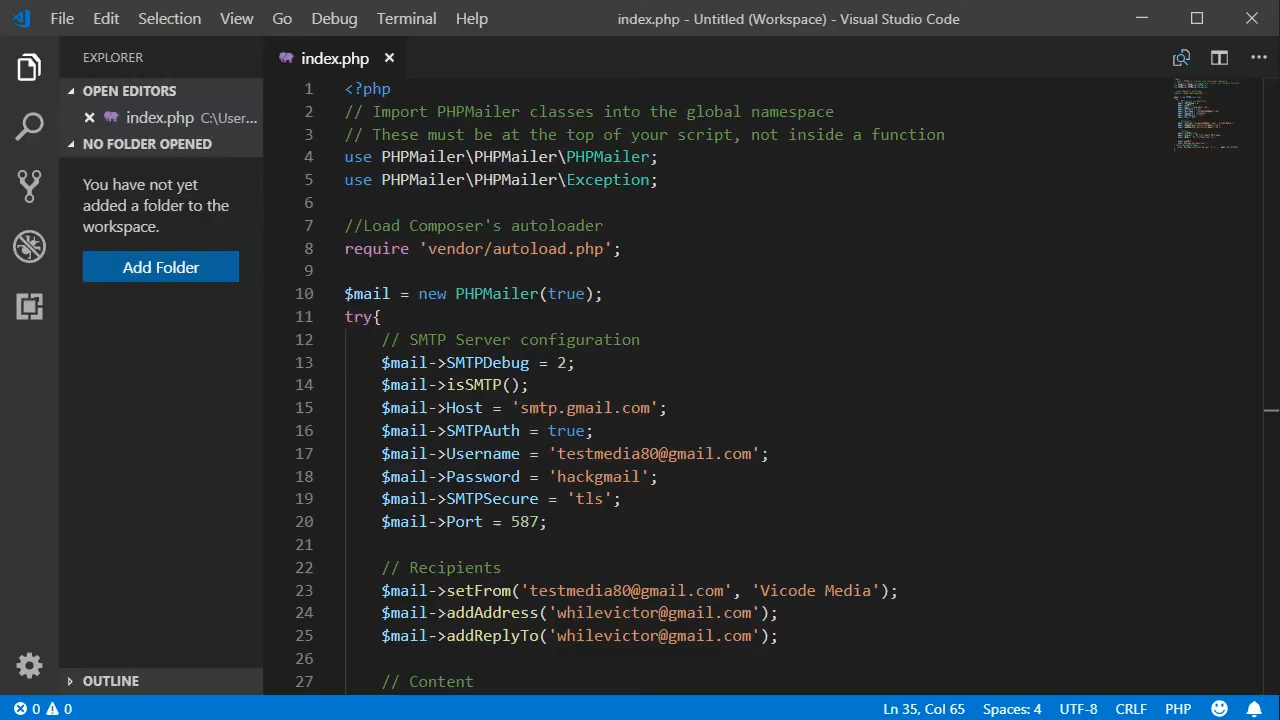 File Edit Selection View Go Debug Terminal Help index.php - Untitled (Workspace) - Visual Studio Code
EXPLORER
OPEN EDITORS
index.php C:\User...
NO FOLDER OPENED
You have not yet
added a folder to the
workspace.
Add Folder
OUTLINE
index.php
1 <?php
2 // Import PHPMailer classes into the global namespace
3 // These must be at the top of your script, not inside a function
4 use PHPMailer\PHPMailer\PHPMailer;
5 use PHPMailer\PHPMailer\Exception;
6
7 //Load Composer's autoloader
8 require 'vendor/autoload.php';
9
10 $mail = new PHPMailer(true);
11 try{
12 // SMTP Server configuration
13 $mail->SMTPDebug = 2;
14 $mail->isSMTP();
15 $mail->Host = 'smtp.gmail.com';
16 $mail->SMTPAuth = true;
17 $mail->Username = 'testmedia80@gmail.com';
18 $mail->Password = 'hackgmail';
19 $mail->SMTPSecure = 'tls';
20 $mail->Port = 587;
21
22 // Recipients
23 $mail->setFrom('testmedia80@gmail.com', 'Vicode Media');
24 $mail->addAddress('whilevictor@gmail.com');
25 $mail->addReplyTo('whilevictor@gmail.com');
26
27 // Content
0 0 Ln 35, Col 65 Spaces: 4 UTF-8 CRLF PHP